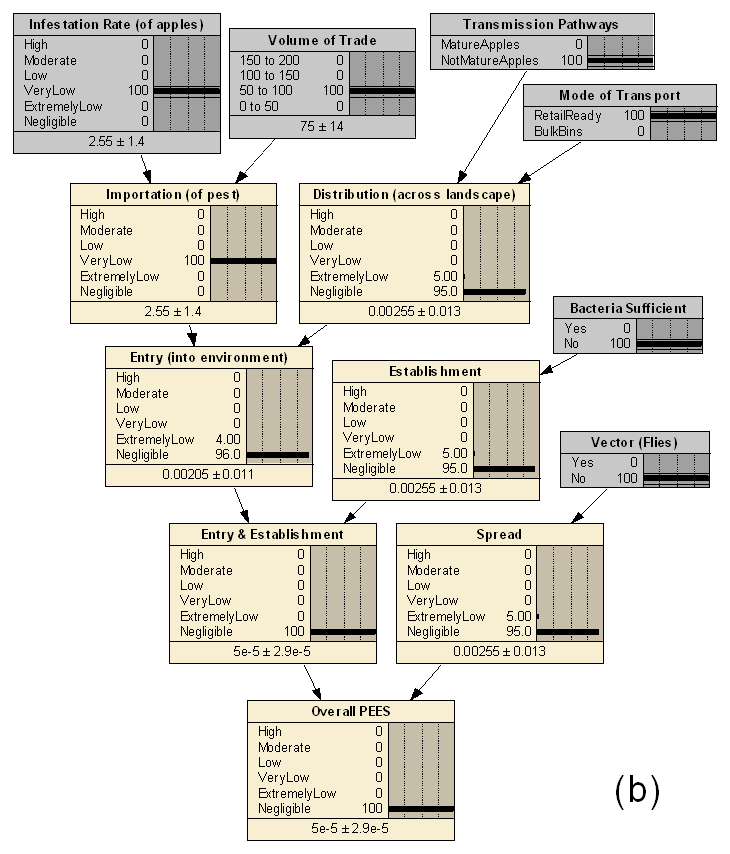 Infestation Rate (of apples)
High 0
Moderate 0
Low 0
VeryLow 100
ExtremelyLow 0
Negligible 0
2.55 ± 1.4
Volume of Trade
150 to 200 0
100 to 150 0
50 to 100 100
0 to 50 0
75 ± 14
Transmission Pathways
MatureApples 0
NotMatureApples 100
Mode of Transport
RetailReady 100
BulkBins 0
Importation (of pest)
High 0
Moderate 0
Low 0
VeryLow 100
ExtremelyLow 0
Negligible 0
2.55 ± 1.4
Distribution (across landscape)
High 0
Moderate 0
Low 0
VeryLow 0
ExtremelyLow 5.00
Negligible 95.0
0.00255 ± 0.013
Bacteria Sufficient
Yes 0
No 100
Entry (into environment)
High 0
Moderate 0
Low 0
VeryLow 0
ExtremelyLow 4.00
Negligible 96.0
0.00205 ± 0.011
Establishment
High 0
Moderate 0
Low 0
VeryLow 0
ExtremelyLow 5.00
Negligible 95.0
0.00255 ± 0.013
Vector (Flies)
Yes 0
No 100
Entry & Establishment
High 0
Moderate 0
Low 0
VeryLow 0
ExtremelyLow 0
Negligible 100
5e-5 ± 2.9e-5
Spread
High 0
Moderate 0
Low 0
VeryLow 0
ExtremelyLow 5.00
Negligible 95.0
0.00255 ± 0.013
Overall PEES
High 0
Moderate 0
Low 0
VeryLow 0
ExtremelyLow 0
Negligible 100
5e-5 ± 2.9e-5
(b)